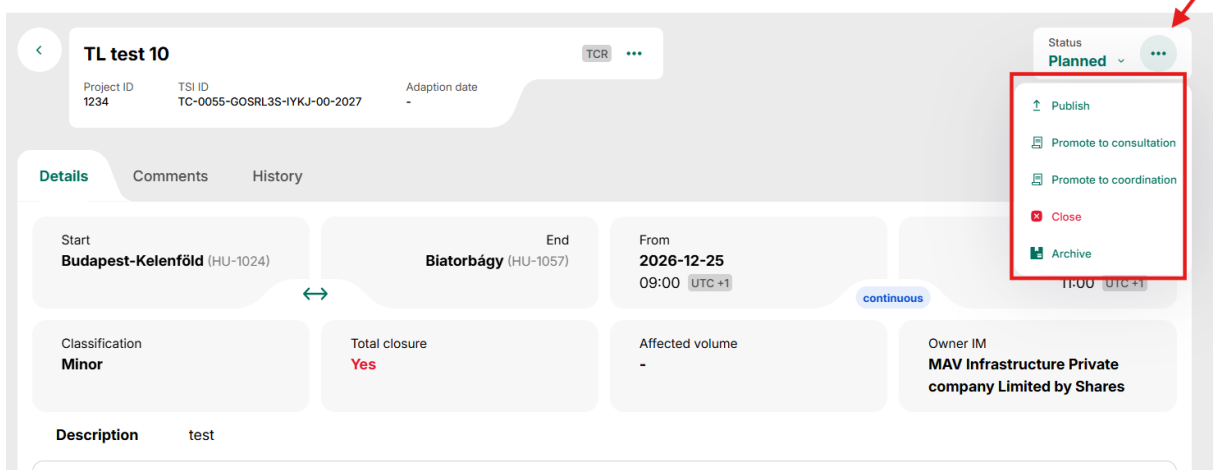 TL test 10
TCR
Status
Planned
Project ID
1234
TSI ID
TC-0055-GOSRL3S-IYKJ-00-2027
Adaption date
-
Publish
Promote to consultation
Promote to coordination
Close
Archive
Details
Comments
History
Start
Budapest-Kelenföld (HU-1024)
End
Biatorbágy (HU-1057)
From
2026-12-25
09:00 UTC +1
11:00 UTC +1
continuous
Classification
Minor
Total closure
Yes
Affected volume
-
Owner IM
MAV Infrastructure Private
company Limited by Shares
Description test